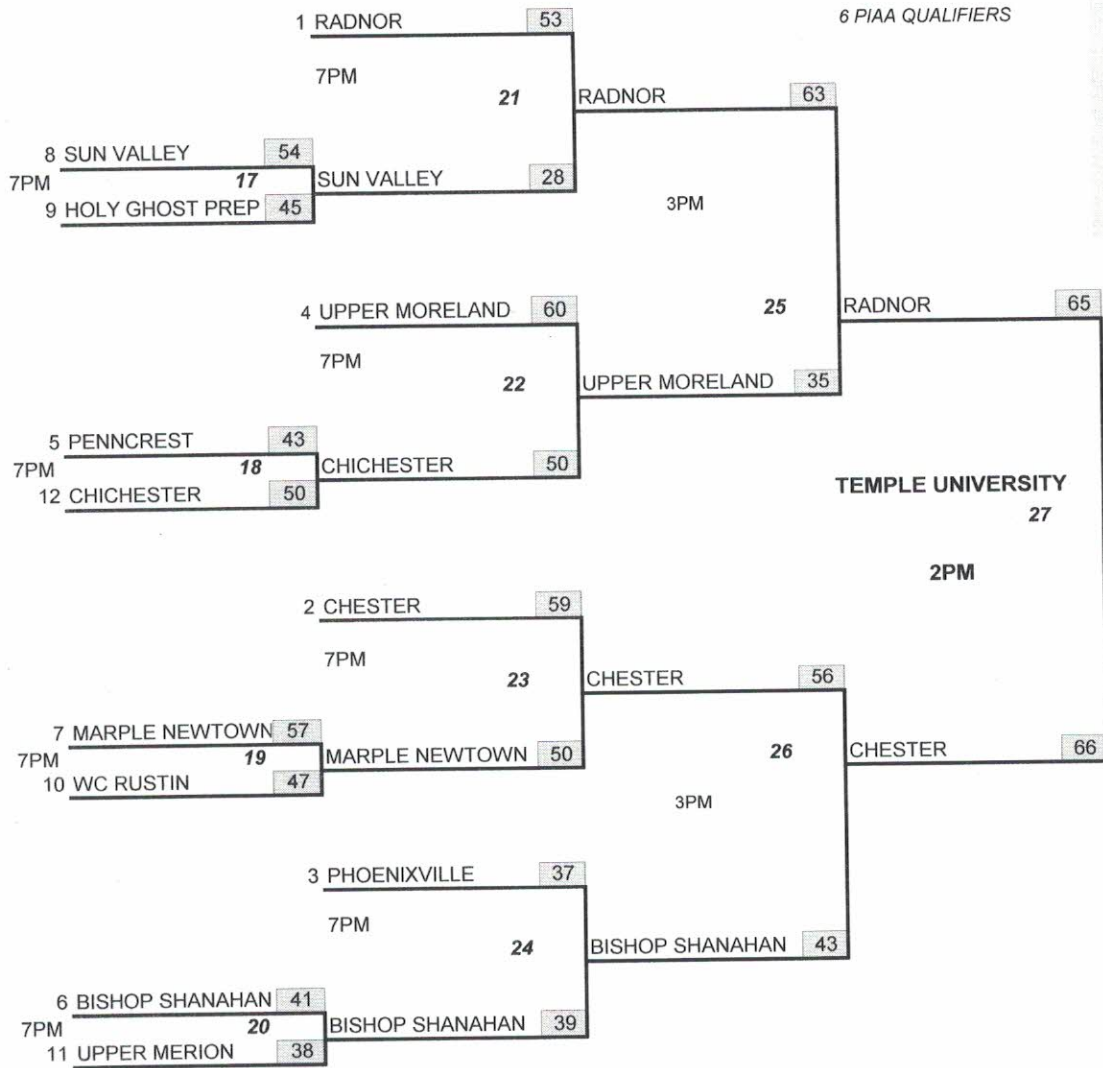 1 RADNOR 53
6 PIAA QUALIFIERS
7PM
21
RADNOR 63
8 SUN VALLEY 54
7PM
17
SUN VALLEY 28
9 HOLY GHOST PREP 45
3PM
4 UPPER MORELAND 60
25
RADNOR 65
7PM
22
UPPER MORELAND 35
5 PENNCREST 43
7PM
18
CHICHESTER 50
12 CHICHESTER 50
TEMPLE UNIVERSITY
27
2PM
2 CHESTER 59
7PM
23
CHESTER 56
7 MARPLE NEWTOWN 57
7PM
19
MARPLE NEWTOWN 50
26
CHESTER 66
10 WC RUSTIN 47
3PM
3 PHOENIXVILLE 37
7PM
24
BISHOP SHANAHAN 43
6 BISHOP SHANAHAN 41
7PM
20
BISHOP SHANAHAN 39
11 UPPER MERION 38